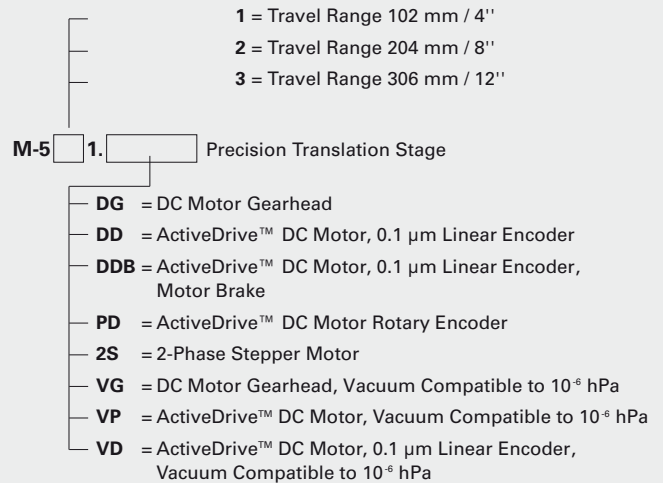 1 = Travel Range 102 mm / 4''
2 = Travel Range 204 mm / 8''
3 = Travel Range 306 mm / 12''
M-5 1. Precision Translation Stage
DG = DC Motor Gearhead
DD = ActiveDrive™ DC Motor, 0.1 µm Linear Encoder
DDB = ActiveDrive™ DC Motor, 0.1 µm Linear Encoder,
Motor Brake
PD = ActiveDrive™ DC Motor Rotary Encoder
2S = 2-Phase Stepper Motor
VG = DC Motor Gearhead, Vacuum Compatible to 10⁻⁶ hPa
VP = ActiveDrive™ DC Motor, Vacuum Compatible to 10⁻⁶ hPa
VD = ActiveDrive™ DC Motor, 0.1 µm Linear Encoder,
Vacuum Compatible to 10⁻⁶ hPa